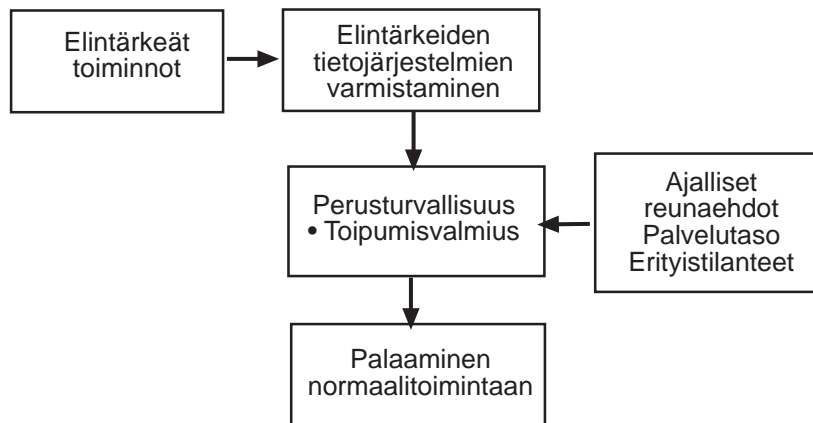 Elintärkeät
toiminnot
Elintärkeiden
tietojärjestelmien
varmistaminen
Perusturvallisuus
• Toipumisvalmius
Ajalliset
reunaehdot
Palvelutaso
Erityistilanteet
Palaaminen
normaalitoimintaan